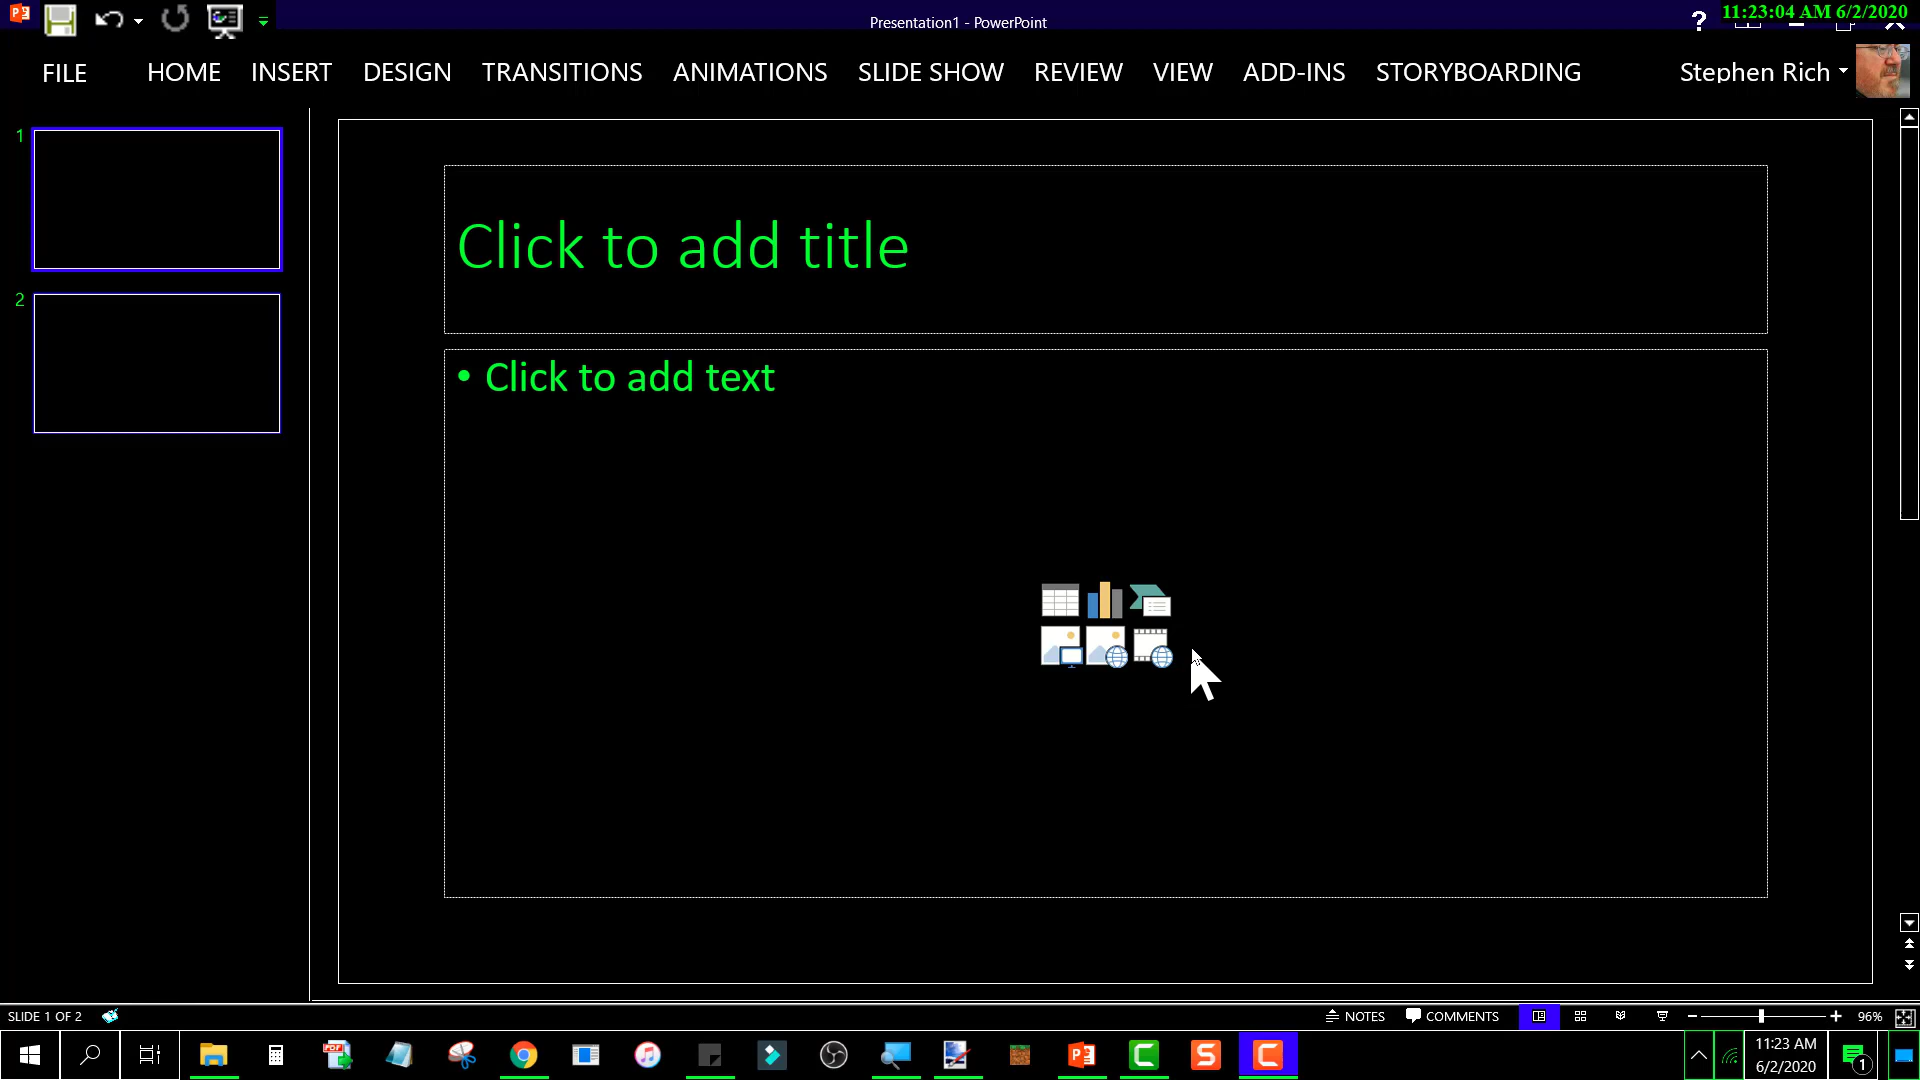 Presentation1 - PowerPoint
?
11:23:04 AM 6/2/2020
FILE
HOME
INSERT
DESIGN
TRANSITIONS
ANIMATIONS
SLIDE SHOW
REVIEW
VIEW
ADD-INS
STORYBOARDING
Stephen Rich
1
2
Click to add title
• Click to add text
SLIDE 1 OF 2
NOTES
COMMENTS
96%
11:23 AM
6/2/2020
1